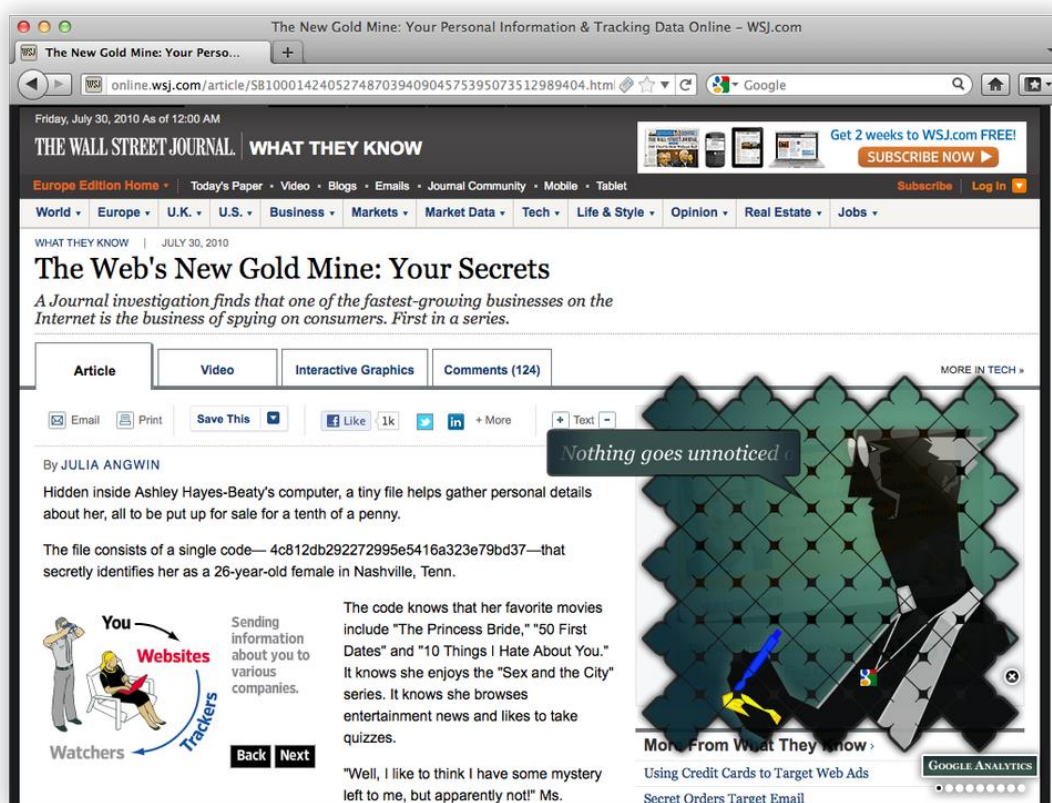 The New Gold Mine: Your Personal Information & Tracking Data Online – WSJ.com
WSJ The New Gold Mine: Your Perso... +
WSJ online.wsj.com/article/SB10001424052748703940904575395073512989404.html Google
Friday, July 30, 2010 As of 12:00 AM
THE WALL STREET JOURNAL. WHAT THEY KNOW
Get 2 weeks to WSJ.com FREE!
SUBSCRIBE NOW
Europe Edition Home Today's Paper • Video • Blogs • Emails • Journal Community • Mobile • Tablet Subscribe Log In
World Europe U.K. U.S. Business Markets Market Data Tech Life & Style Opinion Real Estate Jobs
WHAT THEY KNOW | JULY 30, 2010
The Web's New Gold Mine: Your Secrets
A Journal investigation finds that one of the fastest-growing businesses on the
Internet is the business of spying on consumers. First in a series.
Article Video Interactive Graphics Comments (124) MORE IN TECH »
Email Print Save This Like 1k in + More + Text -
Nothing goes unnoticed
By JULIA ANGWIN
Hidden inside Ashley Hayes-Beaty's computer, a tiny file helps gather personal details
about her, all to be put up for sale for a tenth of a penny.
The file consists of a single code— 4c812db292272995e5416a323e79bd37—that
secretly identifies her as a 26-year-old female in Nashville, Tenn.
You
Websites
Trackers
Watchers
Sending
information
about you to
various
companies.
Back Next
The code knows that her favorite movies
include "The Princess Bride," "50 First
Dates" and "10 Things I Hate About You."
It knows she enjoys the "Sex and the City"
series. It knows she browses
entertainment news and likes to take
quizzes.
"Well, I like to think I have some mystery
left to me, but apparently not!" Ms.
More From What They Know ›
GOOGLE ANALYTICS
Using Credit Cards to Target Web Ads
Secret Orders Target Email